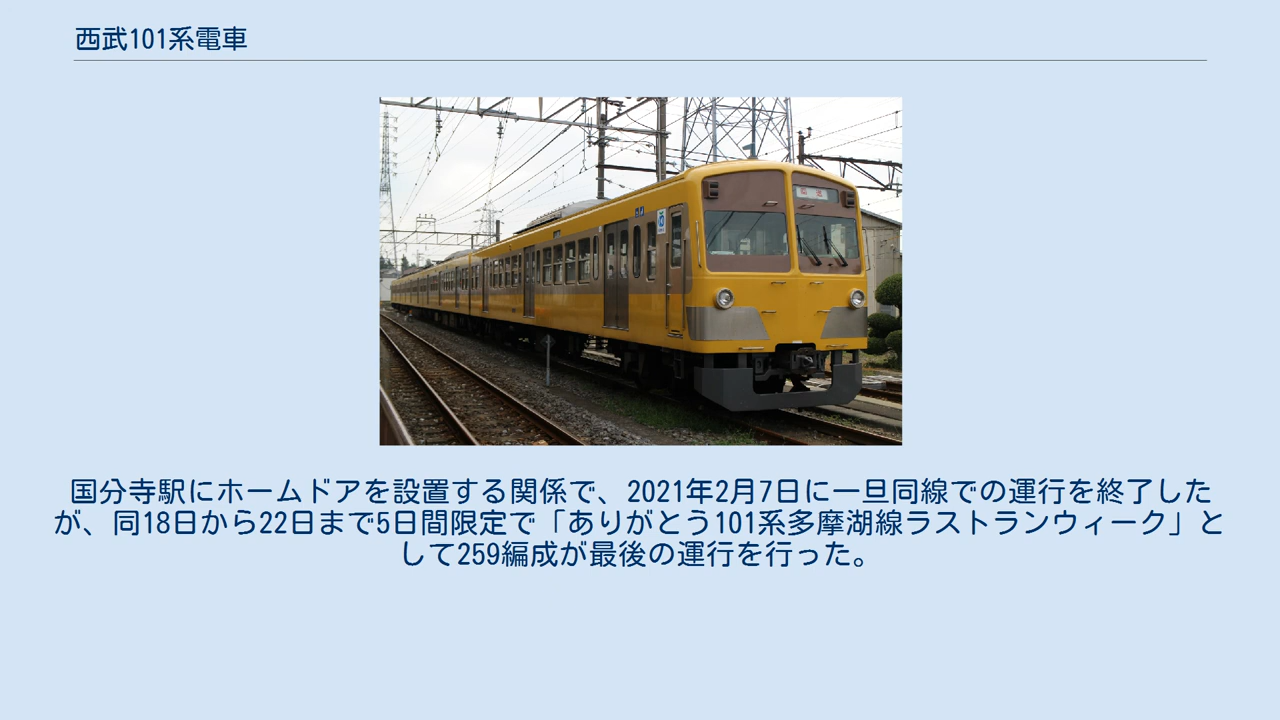 西武101系電車
国分寺駅にホームドアを設置する関係で、2021年2月7日に一旦同線での運行を終了した
が、同18日から22日まで5日間限定で「ありがとう101系多摩湖線ラストランウィーク」と
して259編成が最後の運行を行った。